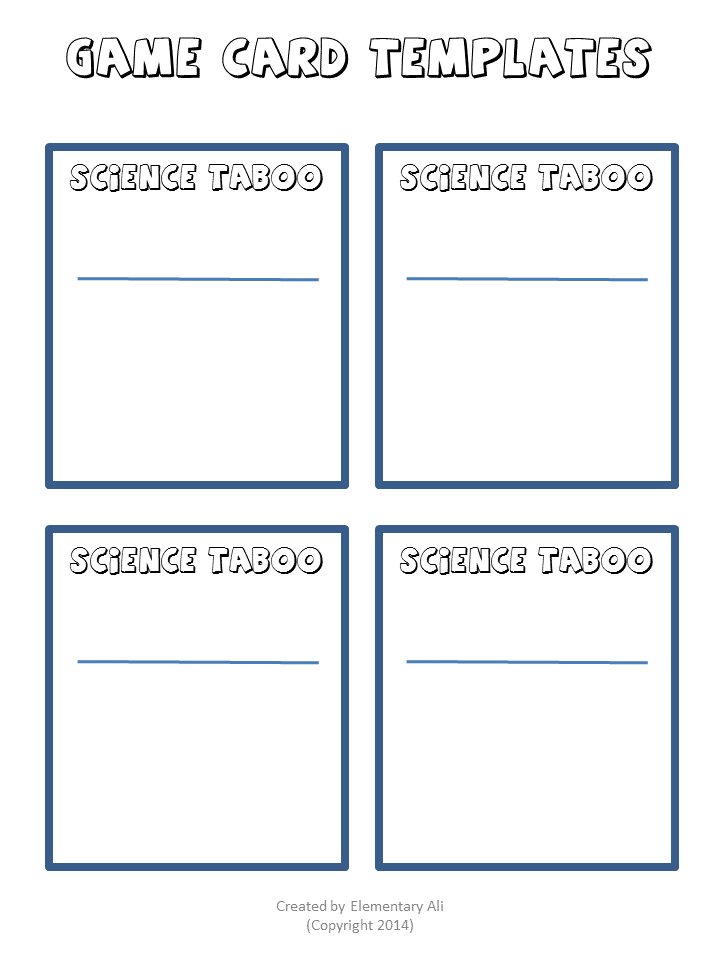 GAME CARD TEMPLATES
SCiENCE TABOO
SCiENCE TABOO
SCiENCE TABOO
SCiENCE TABOO
Created by Elementary Ali
(Copyright 2014)